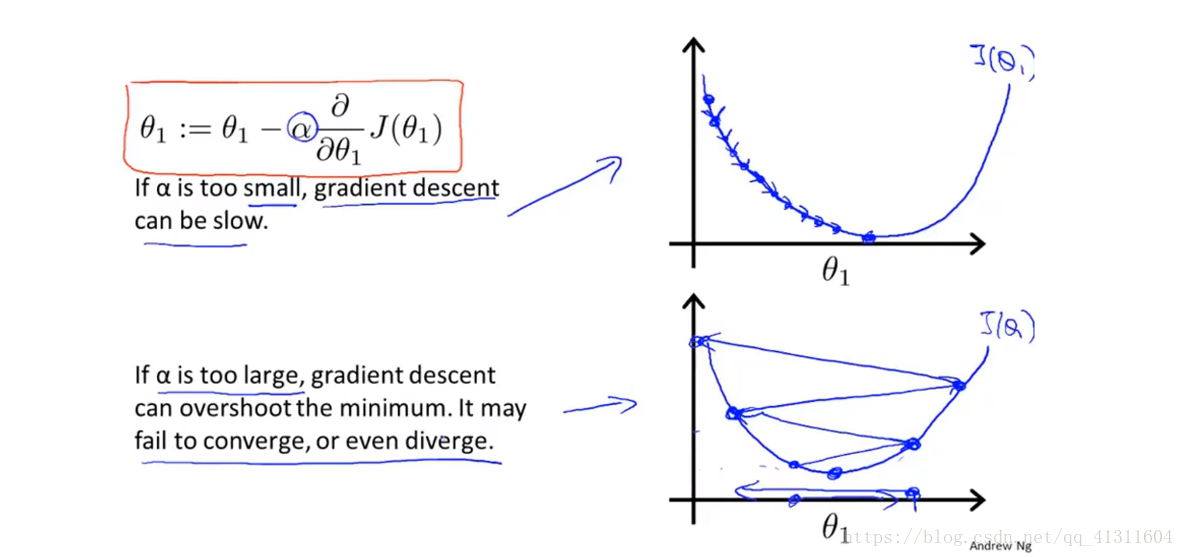 θ₁ := θ₁ − α ∂/∂θ₁ J(θ₁)
If α is too small, gradient descent
can be slow.
J(θ₁)
θ₁
If α is too large, gradient descent
can overshoot the minimum. It may
fail to converge, or even diverge.
J(θ)
θ₁
https://blog.csdn.net/qq_41311604
Andrew Ng